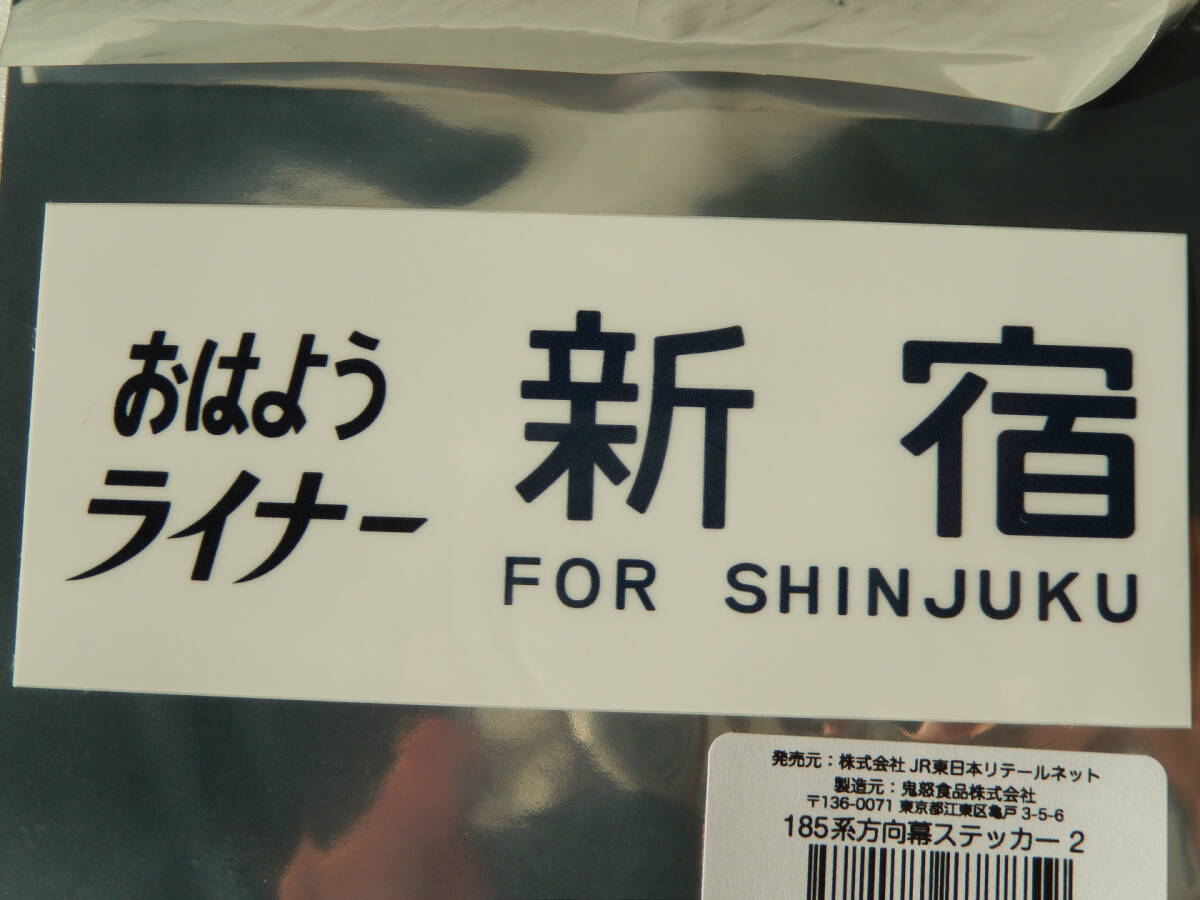 おはよう
ライナー
新宿
FOR SHINJUKU
発売元：株式会社JR東日本リテールネット
製造元：鬼怒食品株式会社
〒136-0071 東京都江東区亀戸3-5-6
185系方向幕ステッカー2